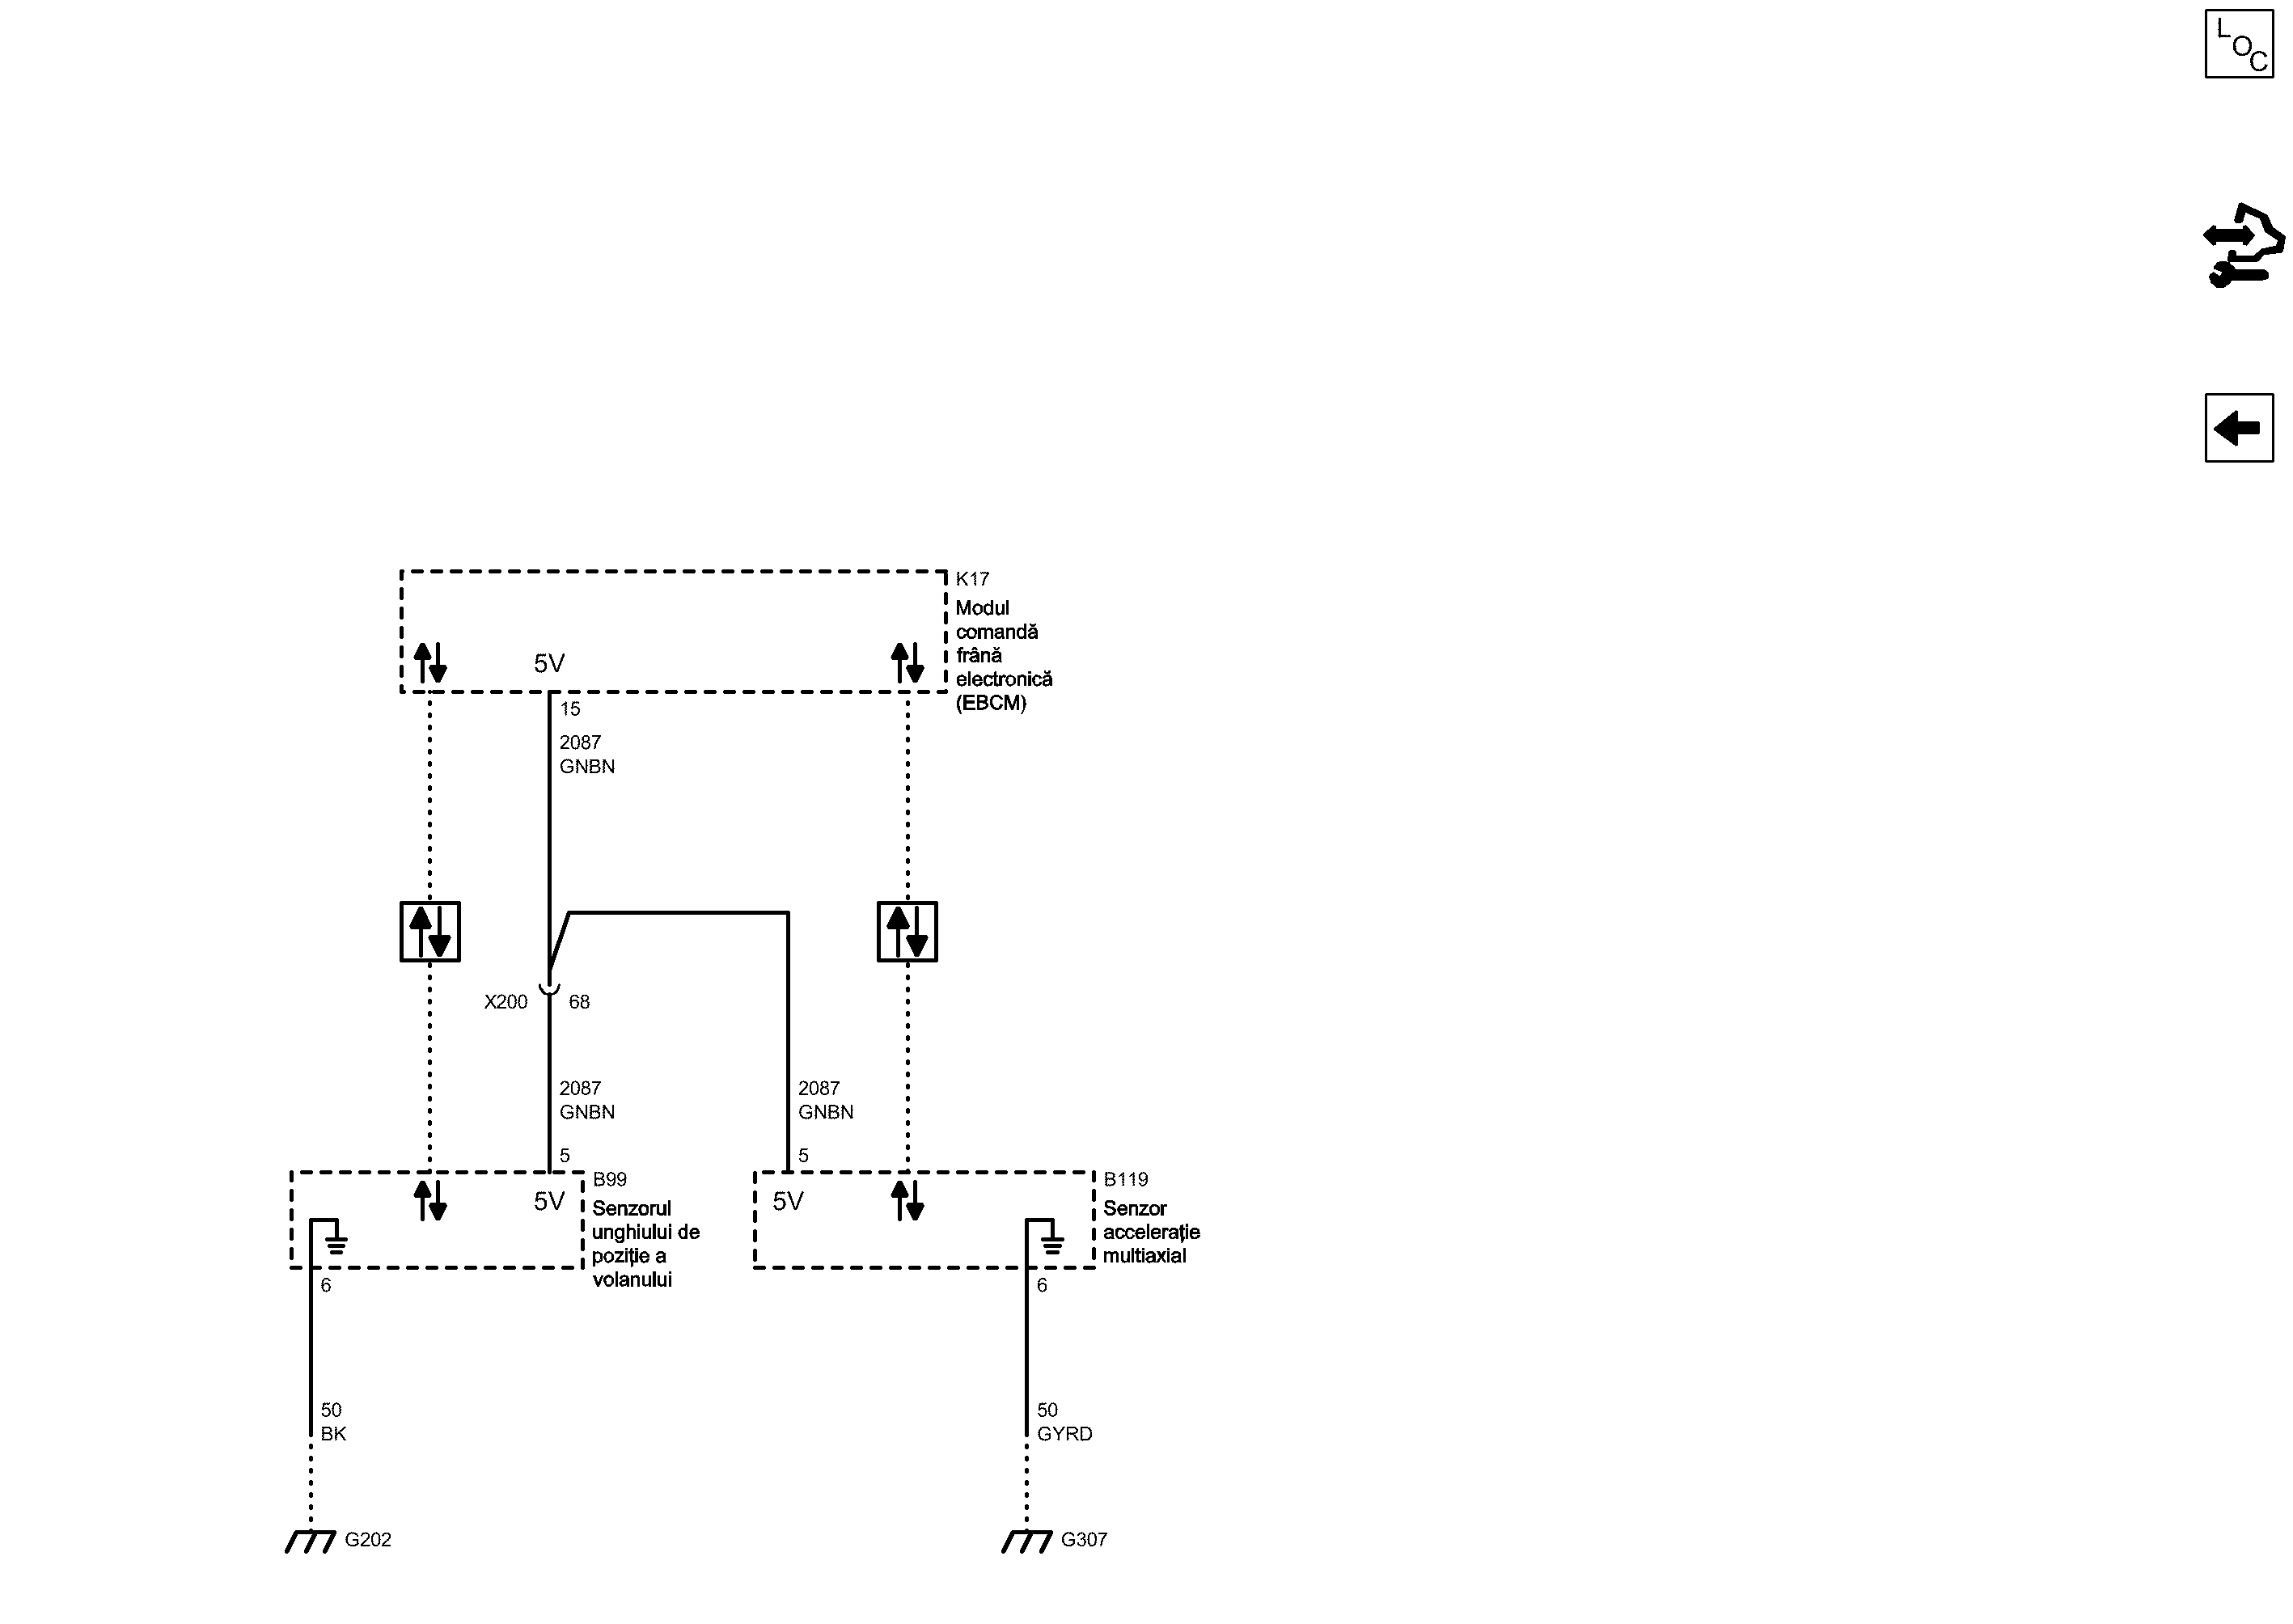 LOC
K17
Modul
comandă
frână
electronică
(EBCM)
5V
15
2087
GNBN
X200
68
2087
GNBN
2087
GNBN
5
5
B99
5V
Senzorul
unghiului de
poziție a
volanului
B119
5V
Senzor
accelerație
multiaxial
6
6
50
BK
50
GYRD
G202
G307